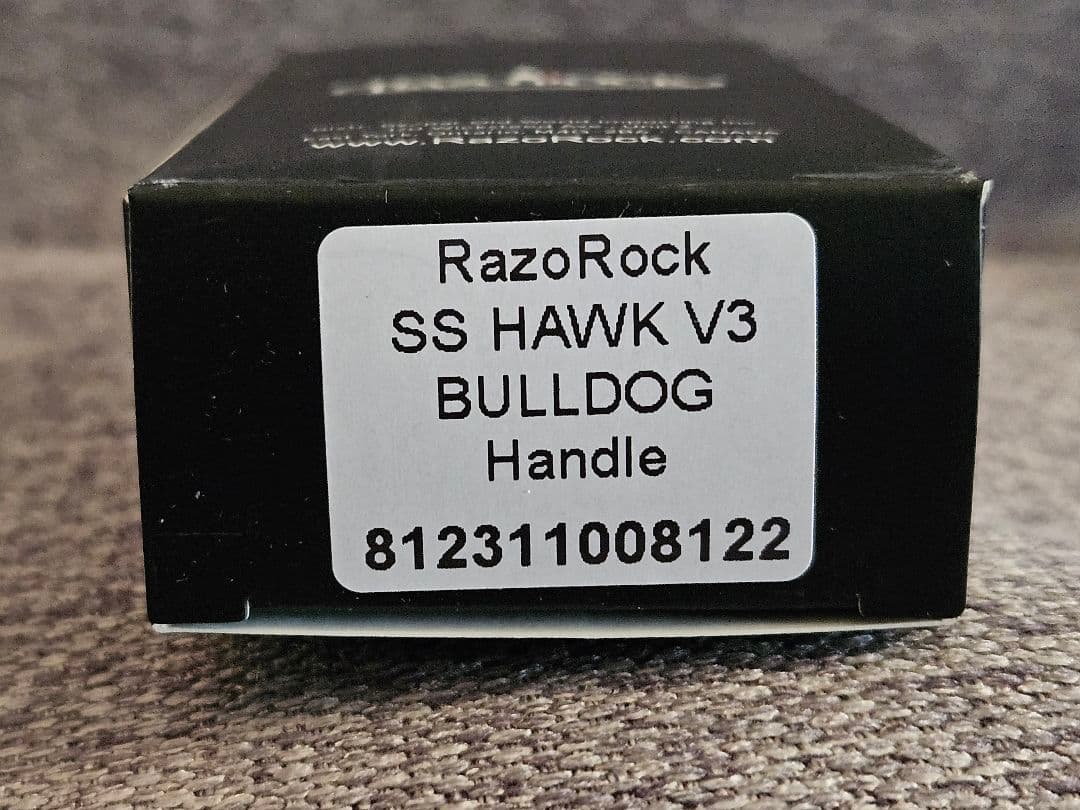 www.RazoRock.com
RazoRock
SS HAWK V3
BULLDOG
Handle
812311008122